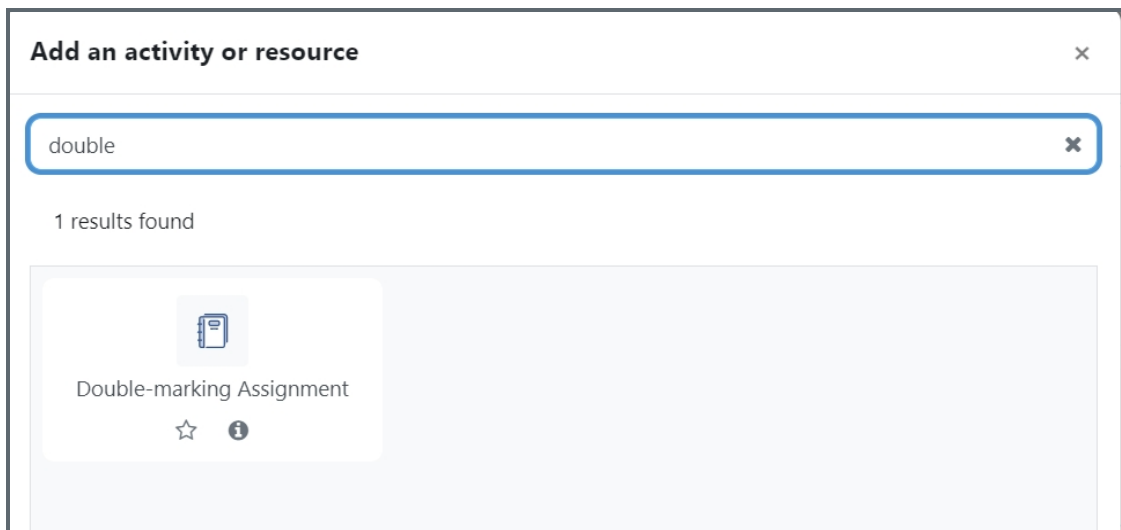 Add an activity or resource
double
1 results found
Double-marking Assignment